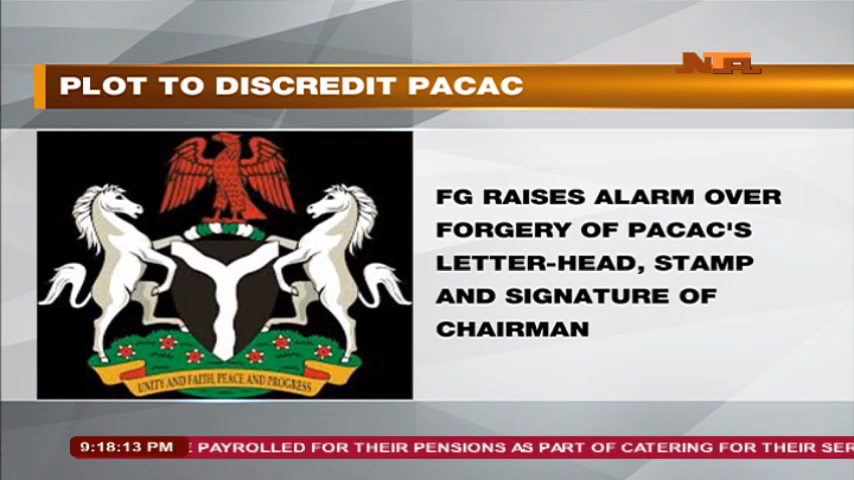 NTA
PLOT TO DISCREDIT PACAC
FG RAISES ALARM OVER
FORGERY OF PACAC'S
LETTER-HEAD, STAMP
AND SIGNATURE OF
CHAIRMAN
UNITY AND FAITH, PEACE AND PROGRESS
9:18:13 PM E PAYROLLED FOR THEIR PENSIONS AS PART OF CATERING FOR THEIR SER